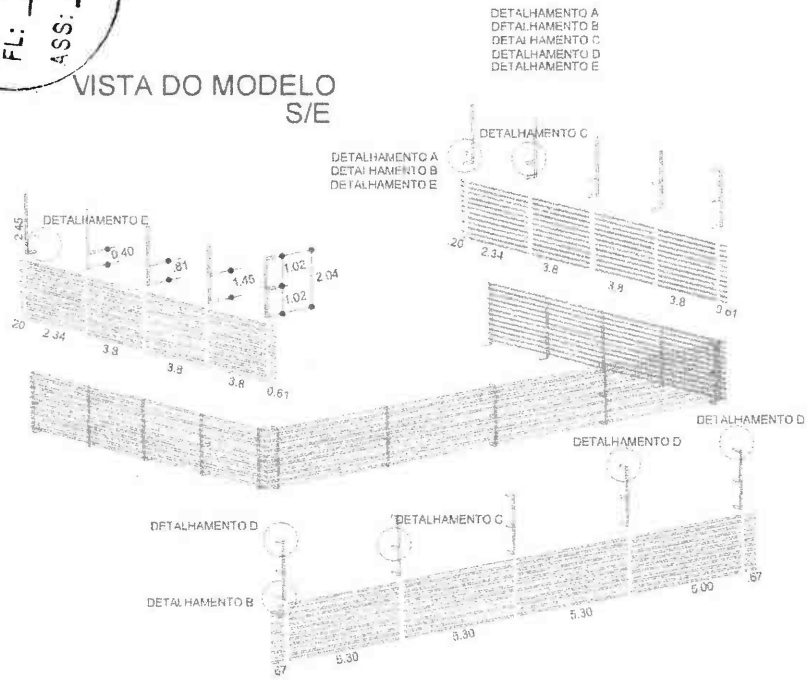 FL:
ASS:
VISTA DO MODELO
S/E
DETALHAMENTO A
DETALHAMENTO B
DETALHAMENTO C
DETALHAMENTO D
DETALHAMENTO E
DETALHAMENTO C
DETALHAMENTO A
DETALHAMENTO B
DETALHAMENTO E
.20
2.34
3.8
3.8
3.8
0.61
2.45
DETALHAMENTO E
0.40
.81
1.45
1.02
1.02
2.04
.20
2.34
3.8
3.8
3.8
0.61
DETALHAMENTO D
DETALHAMENTO D
DETALHAMENTO D
DETALHAMENTO C
DETALHAMENTO B
.67
5.30
5.30
5.30
5.00
.67